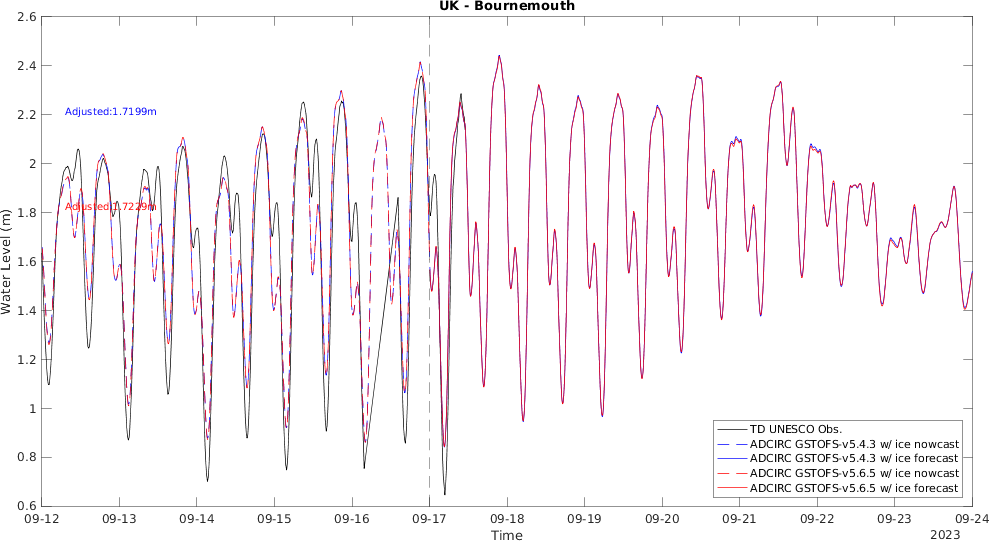 UK - Bournemouth
2.6
2.4
2.2
2
1.8
1.6
1.4
1.2
1
0.8
0.6
Water Level (m)
Adjusted:1.7199m
Adjusted:1.7229m
TD UNESCO Obs.
ADCIRC GSTOFS-v5.4.3 w/ ice nowcast
ADCIRC GSTOFS-v5.4.3 w/ ice forecast
ADCIRC GSTOFS-v5.6.5 w/ ice nowcast
ADCIRC GSTOFS-v5.6.5 w/ ice forecast
09-12 09-13 09-14 09-15 09-16 09-17 09-18 09-19 09-20 09-21 09-22 09-23 09-24
Time
2023